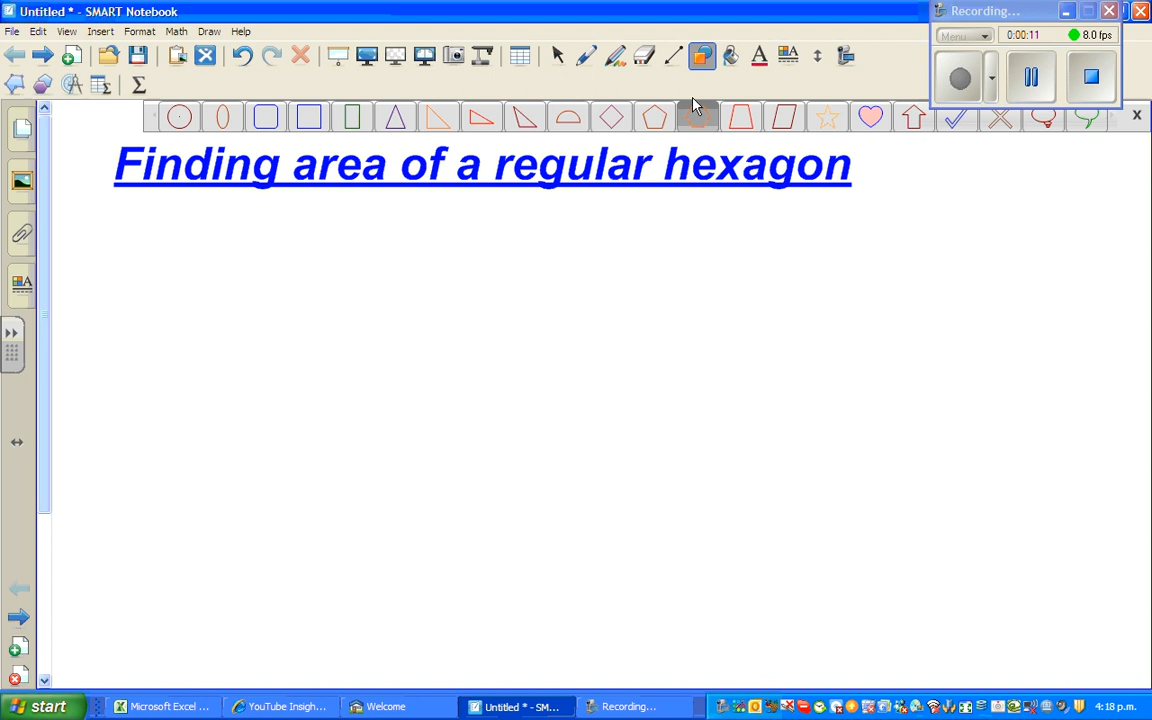 Untitled * - SMART Notebook
Recording...
File Edit View Insert Format Math Draw Help
Menu 0:00:11 8.0 fps
Finding area of a regular hexagon
start Microsoft Excel ... YouTube Insigh... Welcome Untitled * - SM... Recording... 4:18 p.m.